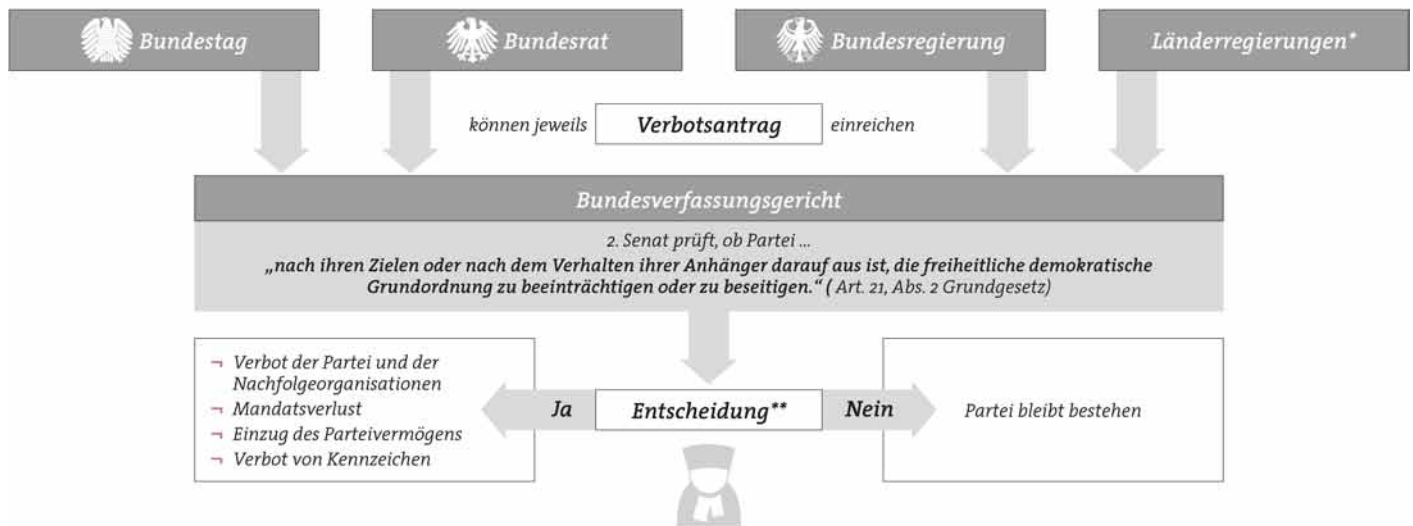 Bundestag
Bundesrat
Bundesregierung
Länderregierungen*
können jeweils
Verbotsantrag
einreichen
Bundesverfassungsgericht
2. Senat prüft, ob Partei ...
„nach ihren Zielen oder nach dem Verhalten ihrer Anhänger darauf aus ist, die freiheitliche demokratische
Grundordnung zu beeinträchtigen oder zu beseitigen.“ ( Art. 21, Abs. 2 Grundgesetz)
¬ Verbot der Partei und der
Nachfolgeorganisationen
¬ Mandatsverlust
¬ Einzug des Parteivermögens
¬ Verbot von Kennzeichen
Ja
Entscheidung**
Nein
Partei bleibt bestehen